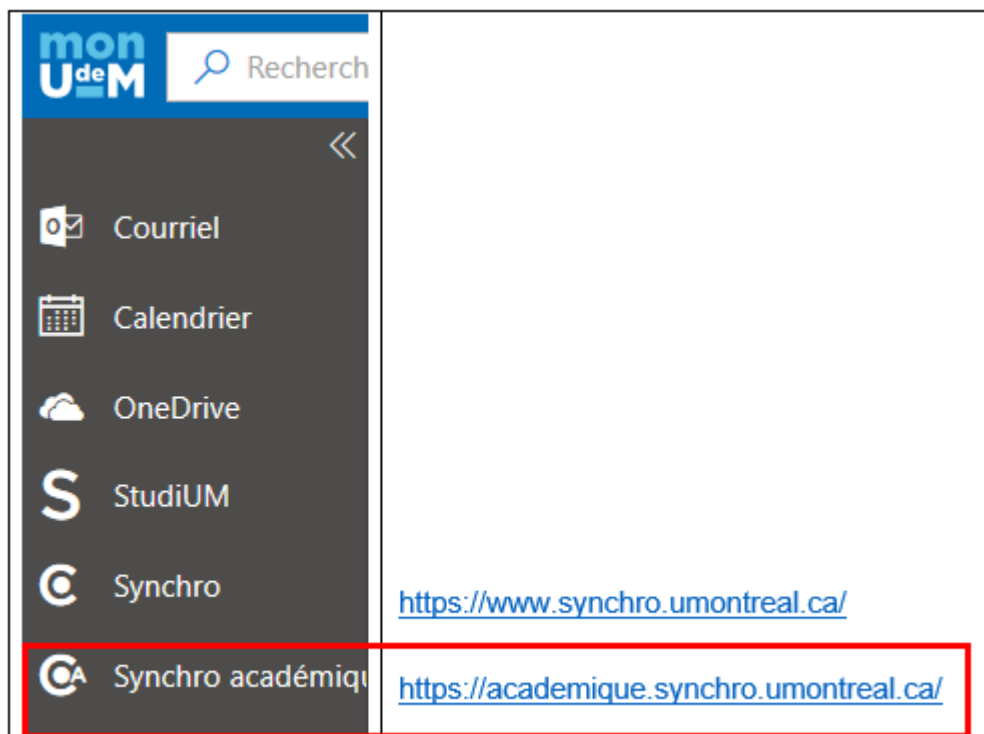 mon
UdeM
Recherch
Courriel
Calendrier
OneDrive
StudiUM
Synchro
https://www.synchro.umontreal.ca/
Synchro académiqu
https://academique.synchro.umontreal.ca/